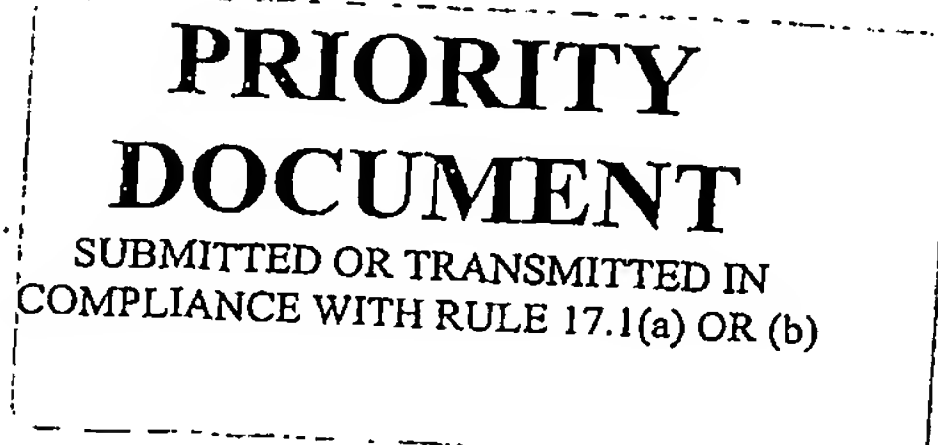 PRIORITY
DOCUMENT
SUBMITTED OR TRANSMITTED IN
COMPLIANCE WITH RULE 17.1(a) OR (b)